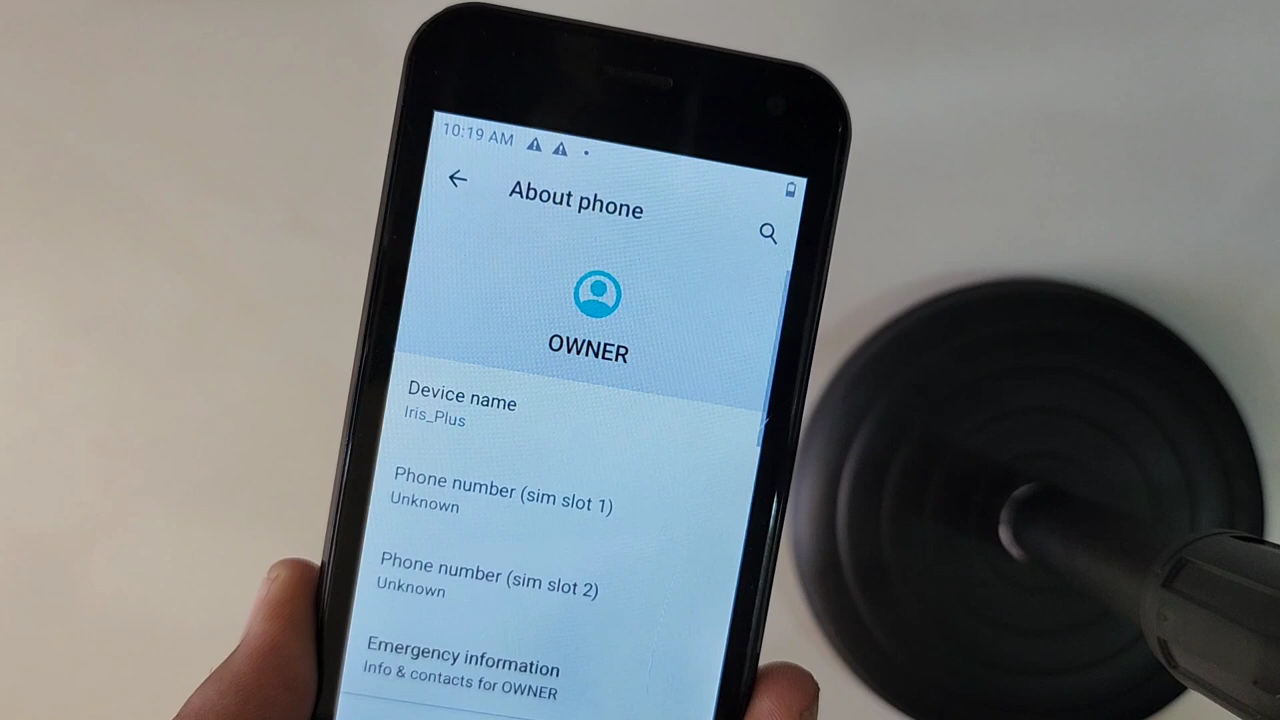 10:19 AM
About phone
OWNER
Device name
Iris_Plus
Phone number (sim slot 1)
Unknown
Phone number (sim slot 2)
Unknown
Emergency information
Info & contacts for OWNER